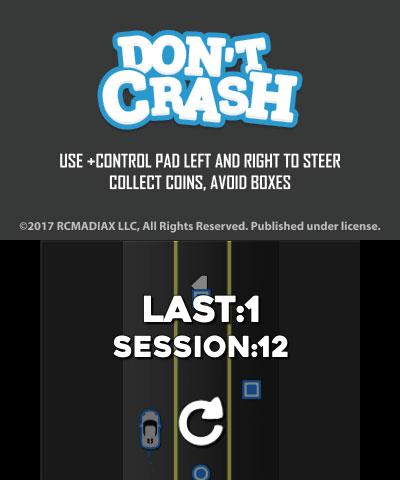 DON'T
CRASH
USE +CONTROL PAD LEFT AND RIGHT TO STEER
COLLECT COINS, AVOID BOXES
©2017 RCMADIAX LLC, All Rights Reserved. Published under license.
LAST:1
SESSION:12